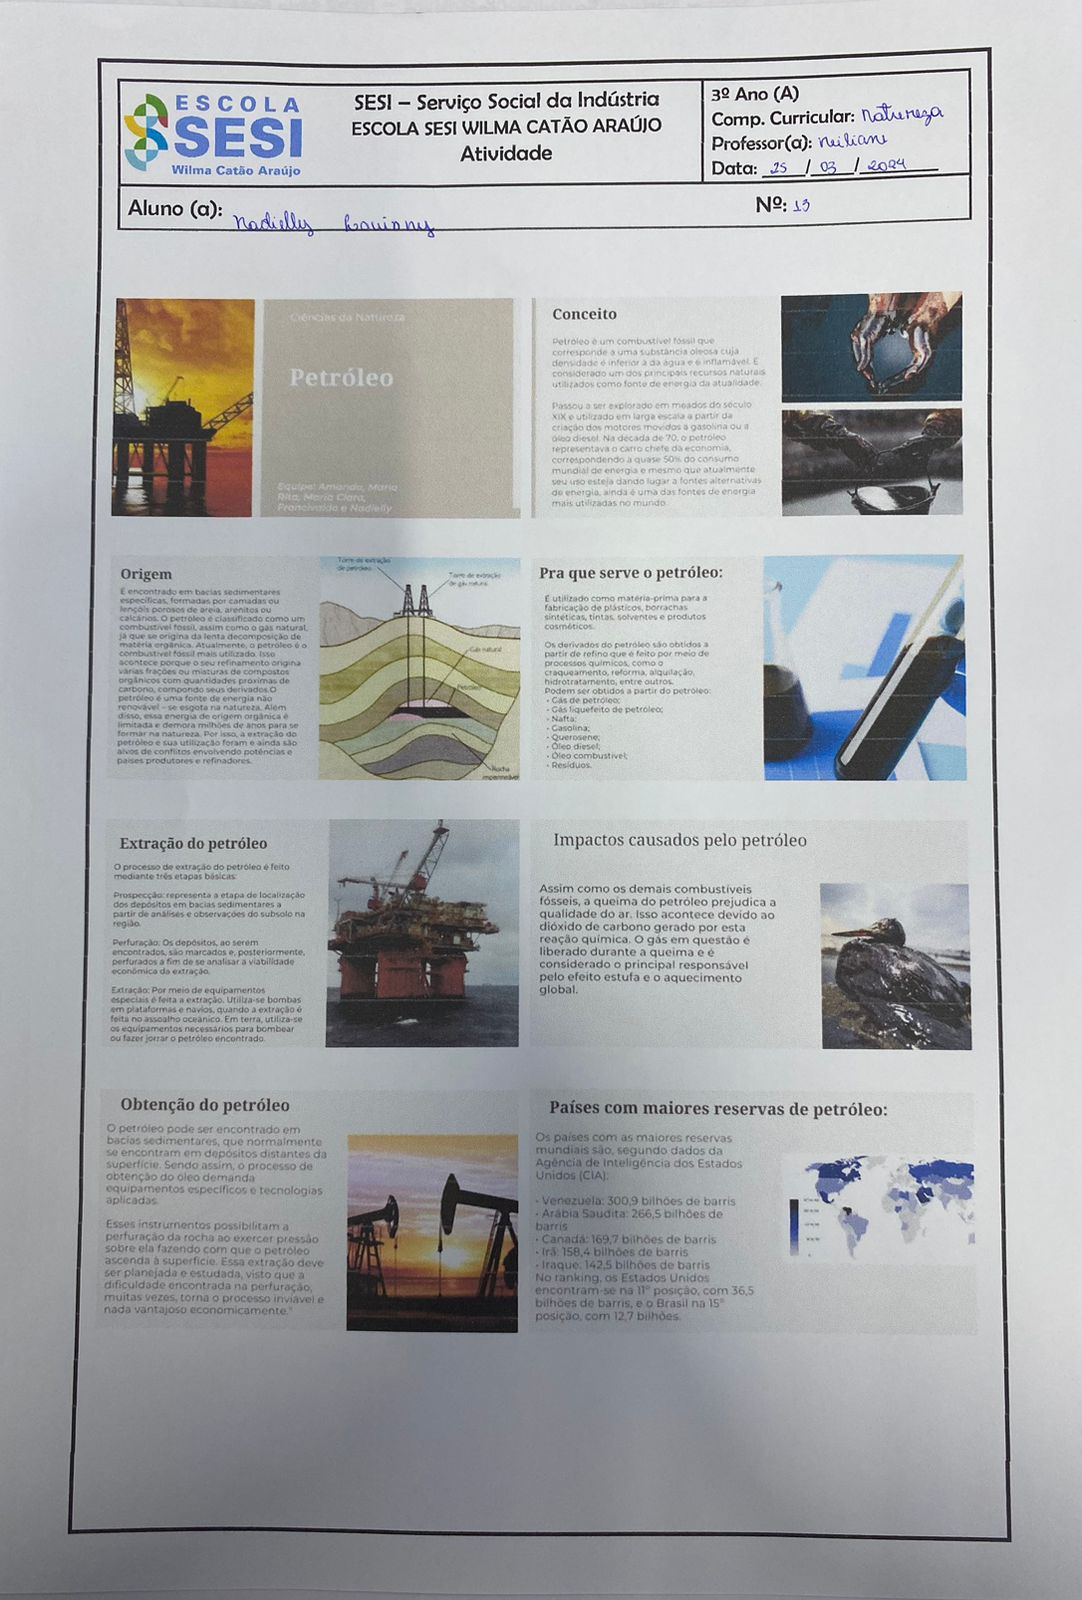 ESCOLA
SESI
Wilma Catão Araújo
SESI – Serviço Social da Indústria
ESCOLA SESI WILMA CATÃO ARAÚJO
Atividade
3º Ano (A)
Comp. Curricular: Natureza
Professor(a): Neiliane
Data: 25 / 03 / 2024
Aluno (a): Nadielly
Nº: 13
Ciências da Natureza
Petróleo
Equipe: Amanda, Maria
Rita, Maria Clara,
Francivalda e Nadielly
Conceito
Petróleo é um combustível fóssil que
corresponde a uma substância oleosa cuja
densidade é inferior à da água e é inflamável. É
considerado um dos principais recursos naturais
utilizados como fonte de energia da atualidade.
Passou a ser explorado em meados do século
XIX e utilizado em larga escala a partir da
criação dos motores movidos a gasolina ou a
óleo diesel. Na década de 70, o petróleo
representava o carro chefe da economia,
correspondendo a quase 50% do consumo
mundial de energia e mesmo que atualmente
seu uso esteja dando lugar a fontes alternativas
de energia, ainda é uma das fontes de energia
mais utilizadas no mundo.
Origem
É encontrado em bacias sedimentares
específicas, formadas por camadas ou
lençóis porosos de areia, arenitos ou
calcários. O petróleo é classificado como um
combustível fóssil, assim como o gás natural,
já que se origina da lenta decomposição de
matéria orgânica. Atualmente, o petróleo é o
combustível fóssil mais utilizado. Isso
acontece porque o seu refinamento origina
várias frações ou misturas de compostos
orgânicos com quantidades próximas de
carbono, compondo seus derivados.O
petróleo é uma fonte de energia não
renovável – se esgota na natureza. Além
disso, essa energia de origem orgânica é
limitada e demora milhões de anos para se
formar na natureza. Por isso, a extração do
petróleo e sua utilização foram e ainda são
alvos de conflitos envolvendo potências e
países produtores e refinadores.
Torre de extração
de petróleo
Torre de extração
de gás natural
Gás natural
Petróleo
Rocha
impermeável
Pra que serve o petróleo:
É utilizado como matéria-prima para a
fabricação de plásticos, borrachas
sintéticas, tintas, solventes e produtos
cosméticos.
Os derivados do petróleo são obtidos a
partir de refino que é feito por meio de
processos químicos, como o
craqueamento, reforma, alquilação,
hidrotratamento, entre outros.
Podem ser obtidos a partir do petróleo:
• Gás de petróleo;
• Gás liquefeito de petróleo;
• Nafta;
• Gasolina;
• Querosene;
• Óleo diesel;
• Óleo combustível;
• Resíduos.
Extração do petróleo
O processo de extração do petróleo é feito
mediante três etapas básicas:
Prospecção: representa a etapa de localização
dos depósitos em bacias sedimentares a
partir de análises e observações do subsolo na
região.
Perfuração: Os depósitos, ao serem
encontrados, são marcados e, posteriormente,
perfurados a fim de se analisar a viabilidade
econômica da extração.
Extração: Por meio de equipamentos
especiais é feita a extração. Utiliza-se bombas
em plataformas e navios, quando a extração é
feita no assoalho oceânico. Em terra, utiliza-se
os equipamentos necessários para bombear
ou fazer jorrar o petróleo encontrado.
Impactos causados pelo petróleo
Assim como os demais combustíveis
fósseis, a queima do petróleo prejudica a
qualidade do ar. Isso acontece devido ao
dióxido de carbono gerado por esta
reação química. O gás em questão é
liberado durante a queima e é
considerado o principal responsável
pelo efeito estufa e o aquecimento
global.
Obtenção do petróleo
O petróleo pode ser encontrado em
bacias sedimentares, que normalmente
se encontram em depósitos distantes da
superfície. Sendo assim, o processo de
obtenção do óleo demanda
equipamentos específicos e tecnologias
aplicadas.
Esses instrumentos possibilitam a
perfuração da rocha ao exercer pressão
sobre ela fazendo com que o petróleo
ascenda à superfície. Essa extração deve
ser planejada e estudada, visto que a
dificuldade encontrada na perfuração,
muitas vezes, torna o processo inviável e
nada vantajoso economicamente."
Países com maiores reservas de petróleo:
Os países com as maiores reservas
mundiais são, segundo dados da
Agência de Inteligência dos Estados
Unidos (CIA):
• Venezuela: 300,9 bilhões de barris
• Arábia Saudita: 266,5 bilhões de
barris
• Canadá: 169,7 bilhões de barris
• Irã: 158,4 bilhões de barris
• Iraque: 142,5 bilhões de barris
No ranking, os Estados Unidos
encontram-se na 11ª posição, com 36,5
bilhões de barris, e o Brasil na 15ª
posição, com 12,7 bilhões.